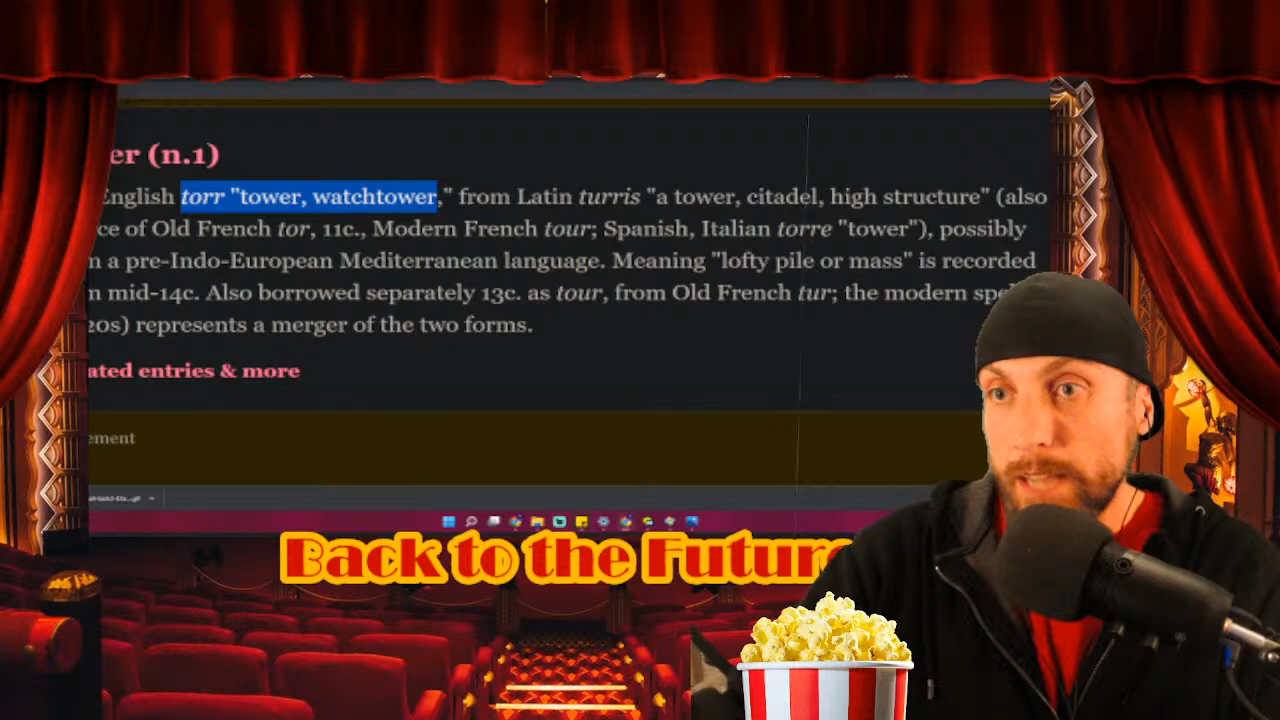 er (n.1)
English torr "tower, watchtower," from Latin turris "a tower, citadel, high structure" (also
ce of Old French tor, 11c., Modern French tour; Spanish, Italian torre "tower"), possibly
a pre-Indo-European Mediterranean language. Meaning "lofty pile or mass" is recorded
mid-14c. Also borrowed separately 13c. as tour, from Old French tur; the modern spe
20s) represents a merger of the two forms.
ated entries & more
ement
Back to the Future